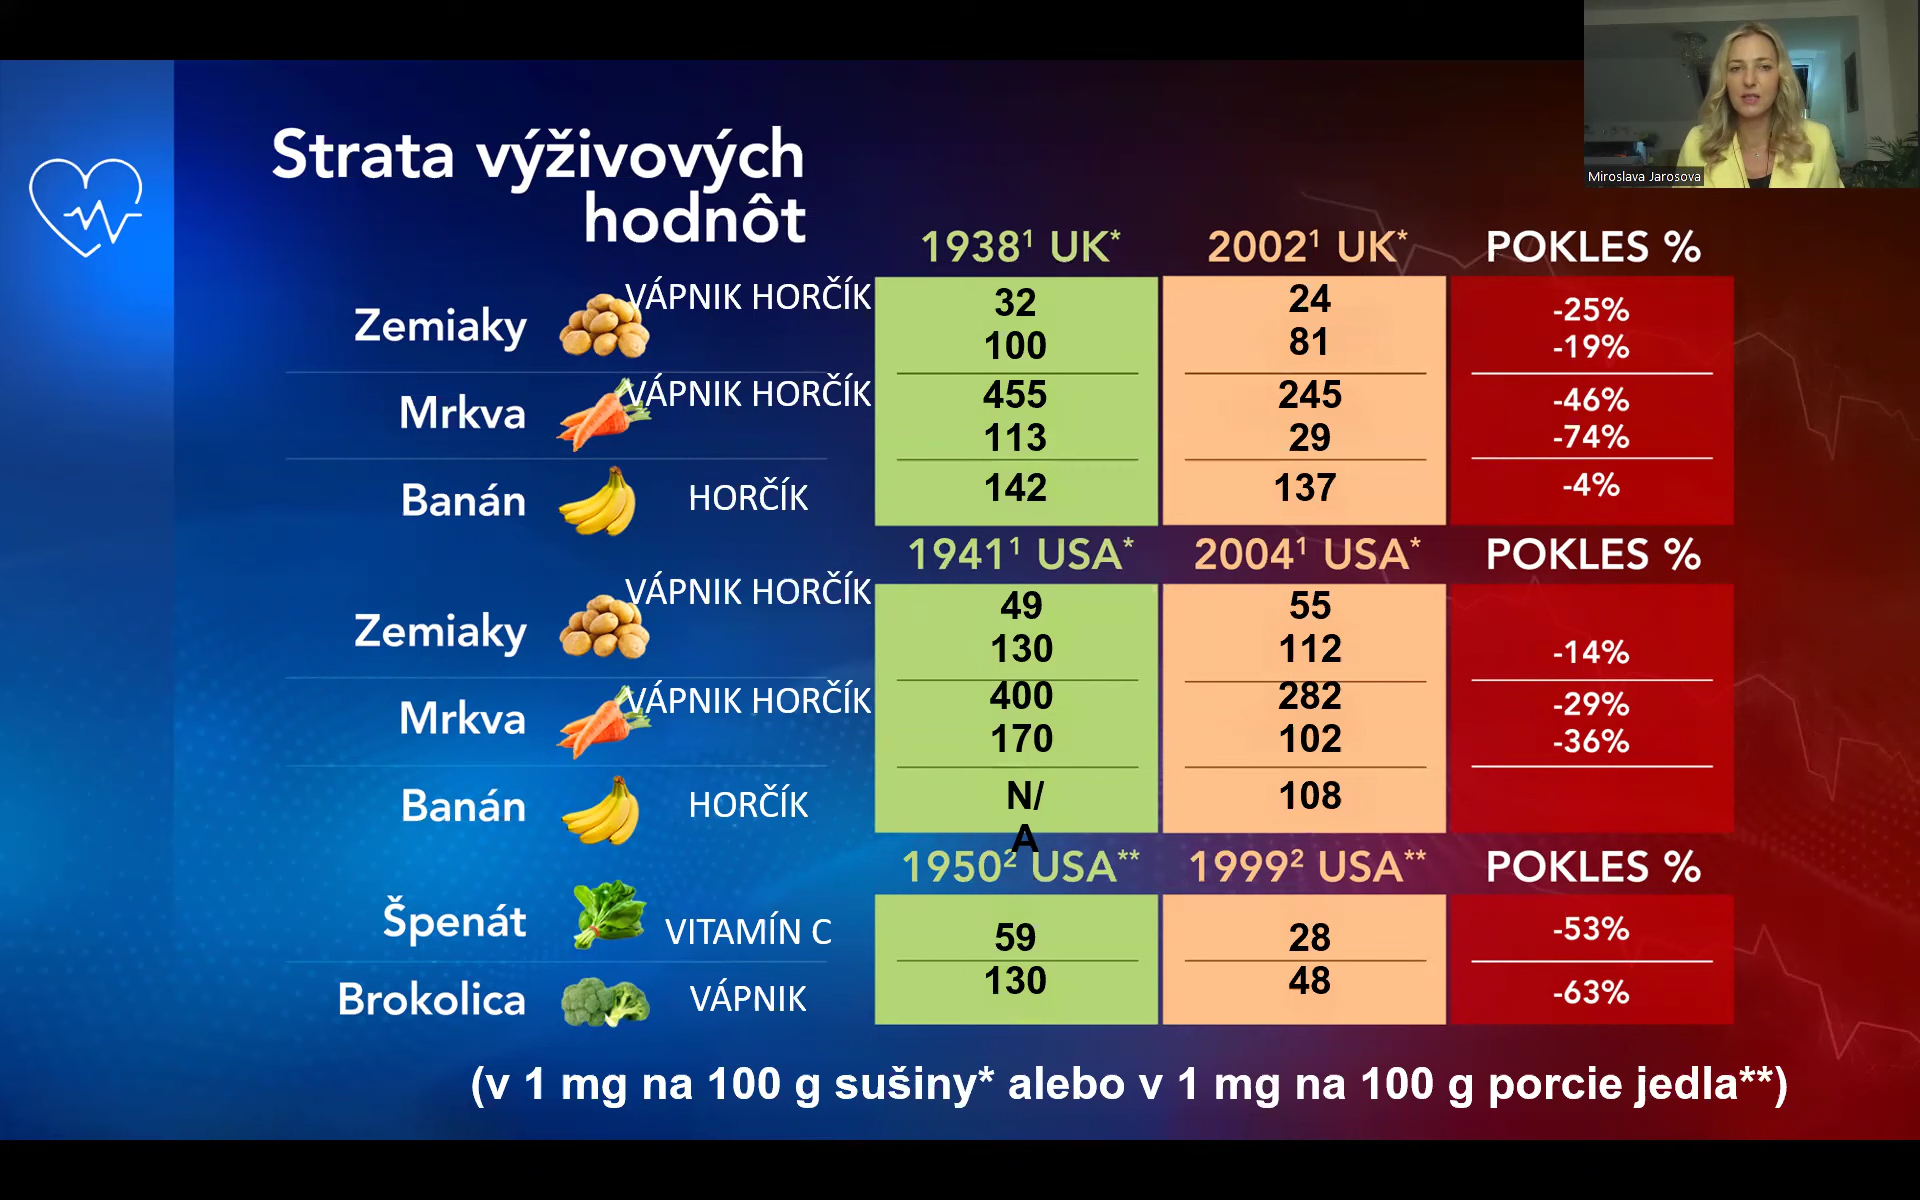 Miroslava Jarosova
Strata výživových
hodnôt
1938¹ UK* 2002¹ UK* POKLES %
Zemiaky VÁPNIK HORČÍK 32 24 -25%
100 81 -19%
Mrkva VÁPNIK HORČÍK 455 245 -46%
113 29 -74%
Banán HORČÍK 142 137 -4%
1941¹ USA* 2004¹ USA* POKLES %
Zemiaky VÁPNIK HORČÍK 49 55
130 112 -14%
Mrkva VÁPNIK HORČÍK 400 282 -29%
170 102 -36%
Banán HORČÍK N/ 108
A
1950² USA** 1999² USA** POKLES %
Špenát VITAMÍN C 59 28 -53%
Brokolica VÁPNIK 130 48 -63%
(v 1 mg na 100 g sušiny* alebo v 1 mg na 100 g porcie jedla**)